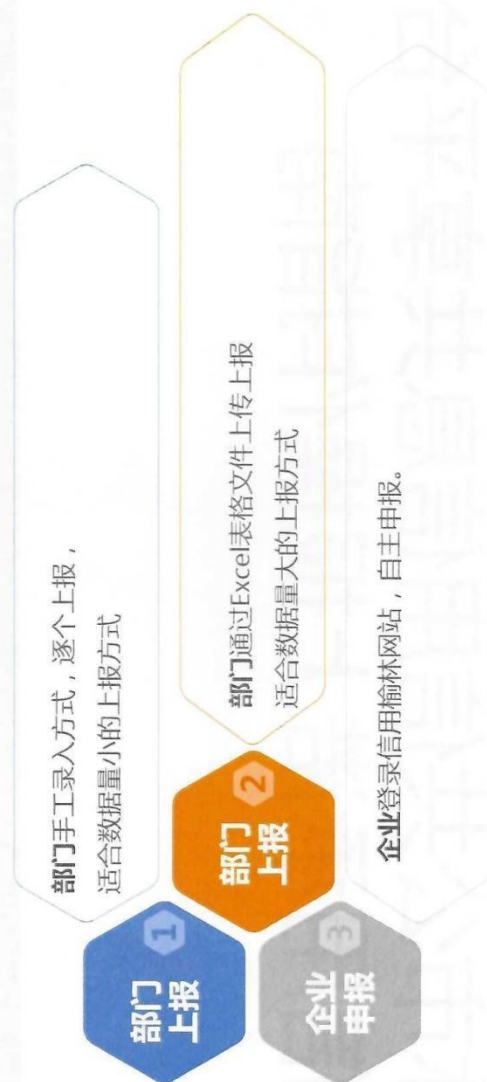 部门
上报
1
部门手工录入方式，逐个上报，
适合数据量小的上报方式
部门
上报
2
部门通过Excel表格文件上传上报
适合数据量大的上报方式
企业
申报
3
企业登录信用榆林网站，自主申报。